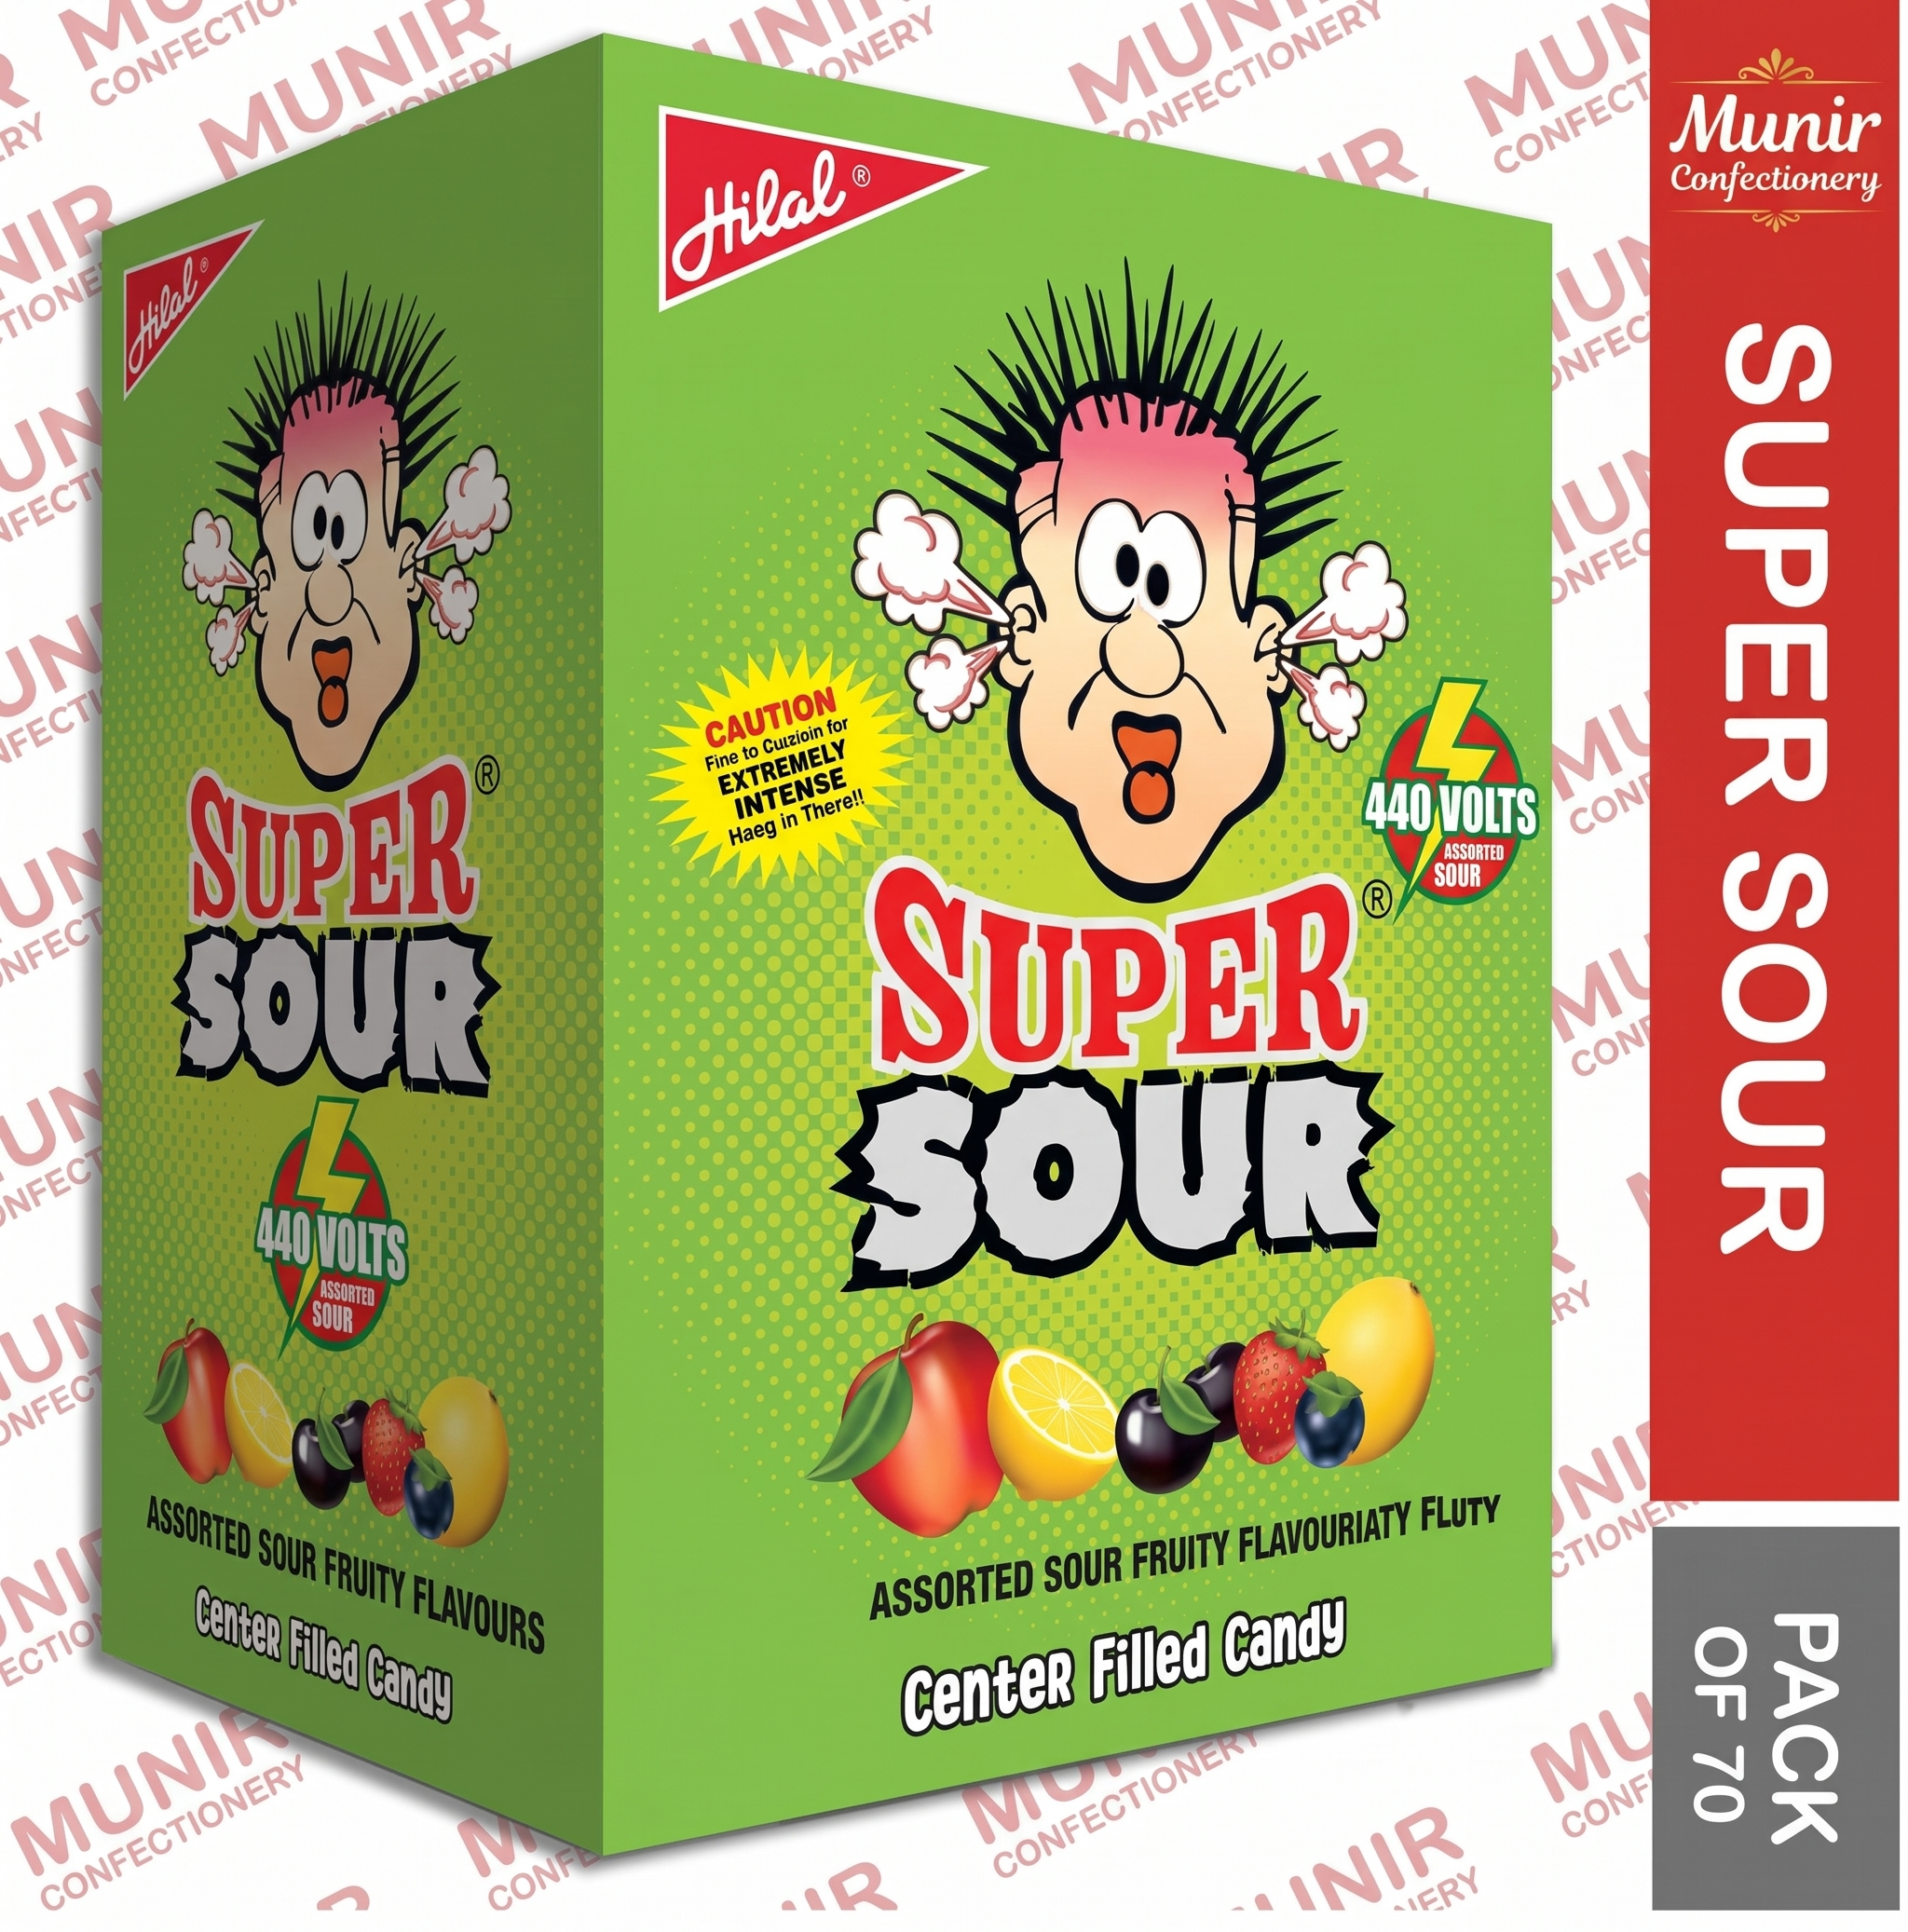 Hilal ®
SUPER ®
SOUR
440 VOLTS
ASSORTED
SOUR
ASSORTED SOUR FRUITY FLAVOURS
Center Filled Candy
Hilal ®
CAUTION
Fine to Cuızioin for
EXTREMELY
INTENSE
Haeg in There!!
440 VOLTS
ASSORTED
SOUR
SUPER ®
SOUR
ASSORTED SOUR FRUITY FLAVOURIATY FLUTY
Center Filled Candy
Munir
Confectionery
SUPER SOUR
PACK
OF 70
MUNIR
CONFECTIONERY